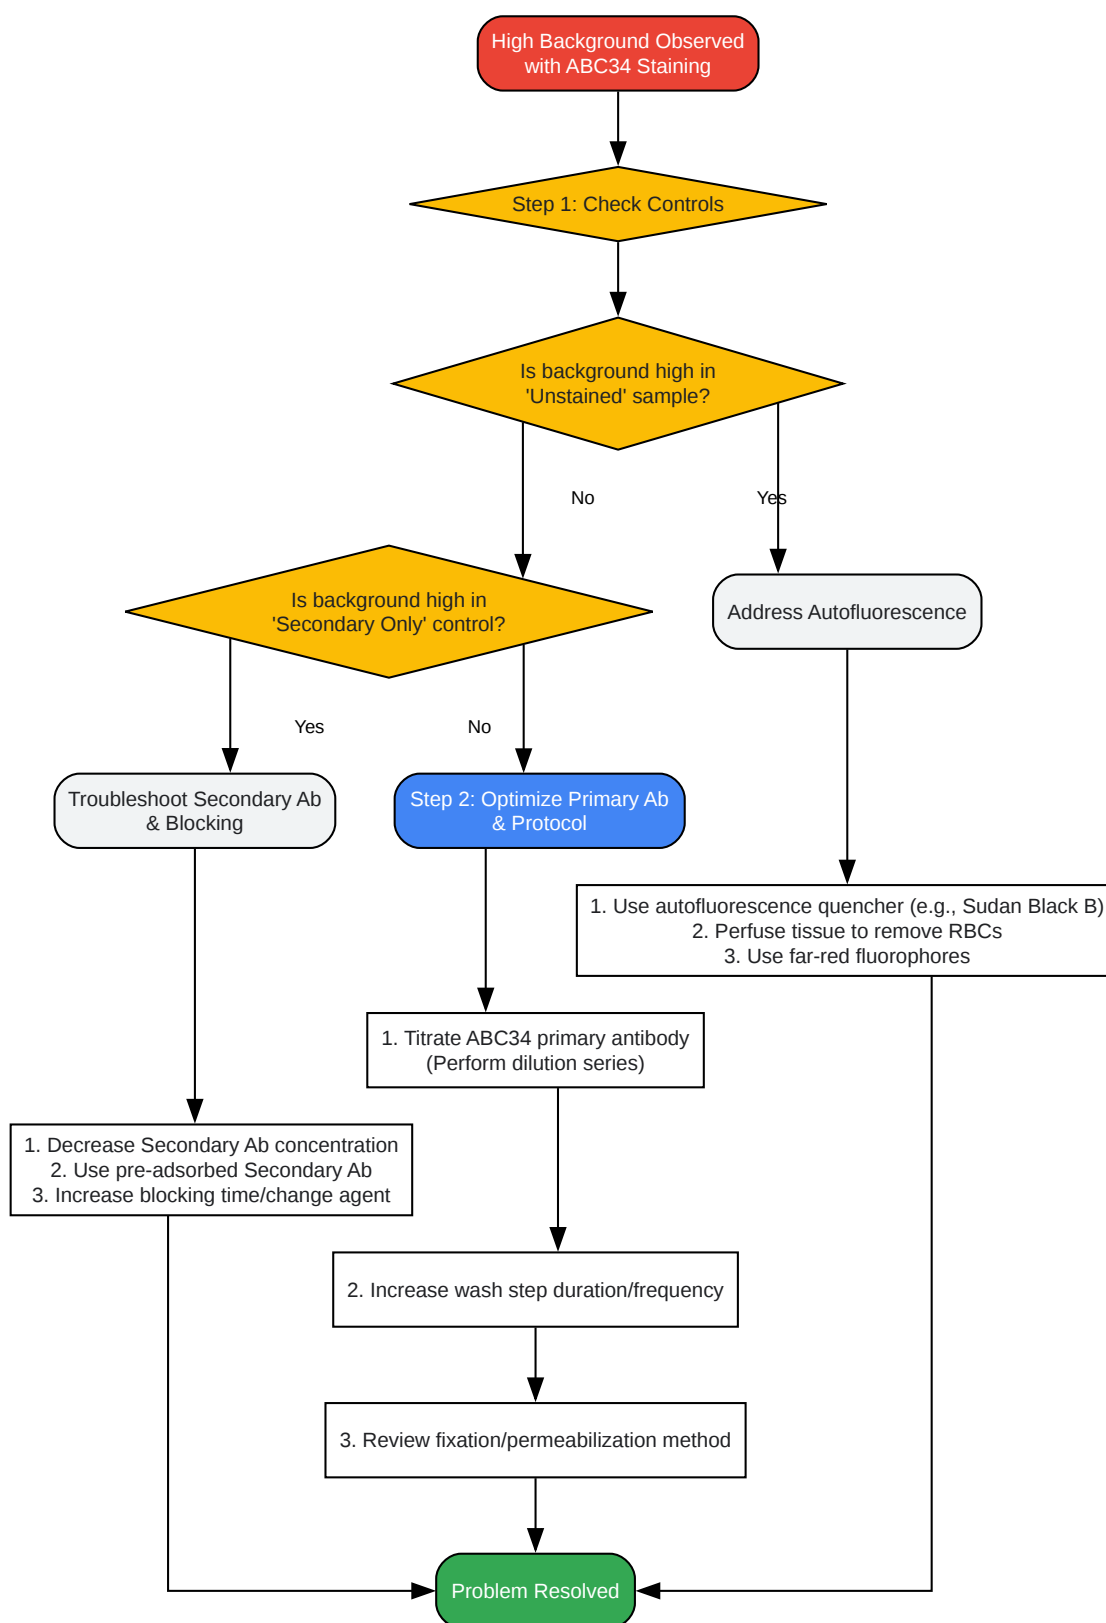 High Background Observed
with ABC34 Staining
Step 1: Check Controls
Is background high in
'Unstained' sample?
No
Yes
Is background high in
'Secondary Only' control?
Address Autofluorescence
Yes
No
Troubleshoot Secondary Ab
& Blocking
Step 2: Optimize Primary Ab
& Protocol
1. Use autofluorescence quencher (e.g., Sudan Black B)
2. Perfuse tissue to remove RBCs
3. Use far-red fluorophores
1. Titrate ABC34 primary antibody
(Perform dilution series)
1. Decrease Secondary Ab concentration
2. Use pre-adsorbed Secondary Ab
3. Increase blocking time/change agent
2. Increase wash step duration/frequency
3. Review fixation/permeabilization method
Problem Resolved